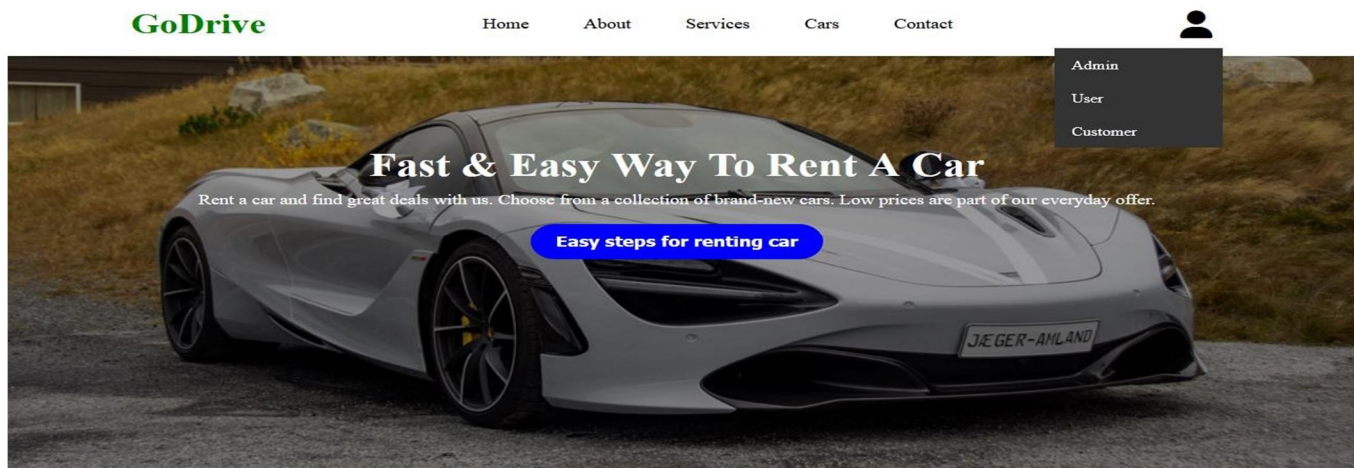 GoDrive
Home About Services Cars Contact
Admin
User
Customer
Fast & Easy Way To Rent A Car
Rent a car and find great deals with us. Choose from a collection of brand-new cars. Low prices are part of our everyday offer.
Easy steps for renting car
JÆGER-AMLAND